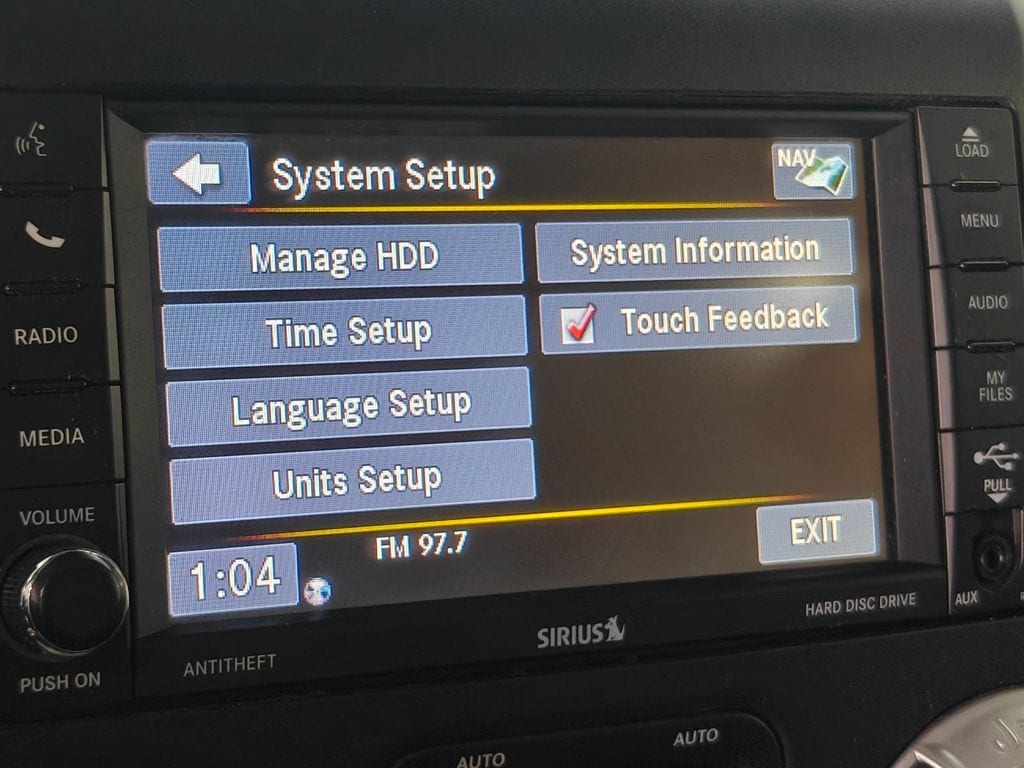 System Setup
NAV
Manage HDD
System Information
Time Setup
Touch Feedback
Language Setup
Units Setup
FM 97.7
EXIT
1:04
RADIO
MEDIA
VOLUME
PUSH ON
ANTITHEFT
SIRIUS
HARD DISC DRIVE
LOAD
MENU
AUDIO
MY
FILES
PULL
AUX
AUTO
AUTO